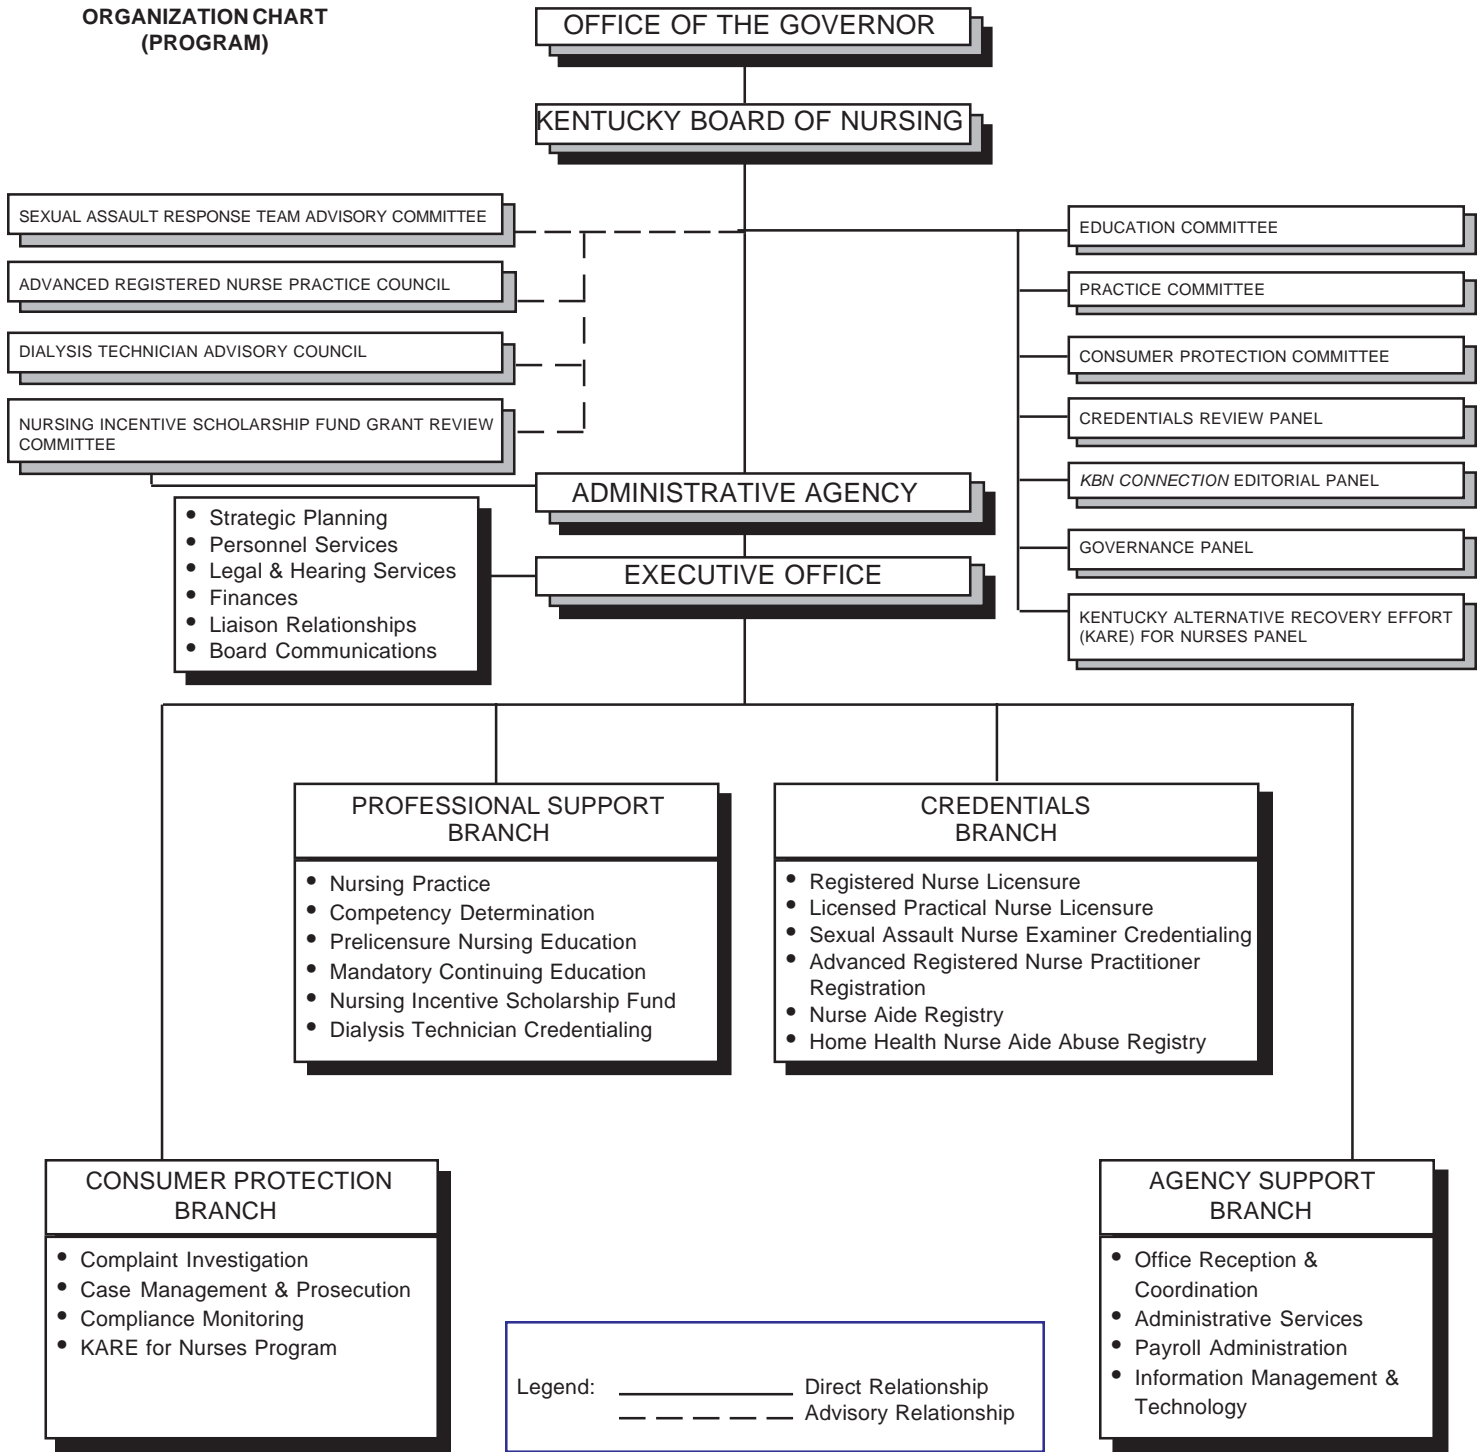 ORGANIZATION CHART
(PROGRAM)
OFFICE OF THE GOVERNOR
KENTUCKY BOARD OF NURSING
SEXUAL ASSAULT RESPONSE TEAM ADVISORY COMMITTEE
ADVANCED REGISTERED NURSE PRACTICE COUNCIL
DIALYSIS TECHNICIAN ADVISORY COUNCIL
NURSING INCENTIVE SCHOLARSHIP FUND GRANT REVIEW
COMMITTEE
EDUCATION COMMITTEE
PRACTICE COMMITTEE
CONSUMER PROTECTION COMMITTEE
CREDENTIALS REVIEW PANEL
KBN CONNECTION EDITORIAL PANEL
GOVERNANCE PANEL
KENTUCKY ALTERNATIVE RECOVERY EFFORT
(KARE) FOR NURSES PANEL
ADMINISTRATIVE AGENCY
EXECUTIVE OFFICE
• Strategic Planning
• Personnel Services
• Legal & Hearing Services
• Finances
• Liaison Relationships
• Board Communications
PROFESSIONAL SUPPORT
BRANCH
• Nursing Practice
• Competency Determination
• Prelicensure Nursing Education
• Mandatory Continuing Education
• Nursing Incentive Scholarship Fund
• Dialysis Technician Credentialing
CREDENTIALS
BRANCH
• Registered Nurse Licensure
• Licensed Practical Nurse Licensure
• Sexual Assault Nurse Examiner Credentialing
• Advanced Registered Nurse Practitioner
Registration
• Nurse Aide Registry
• Home Health Nurse Aide Abuse Registry
CONSUMER PROTECTION
BRANCH
• Complaint Investigation
• Case Management & Prosecution
• Compliance Monitoring
• KARE for Nurses Program
AGENCY SUPPORT
BRANCH
• Office Reception &
Coordination
• Administrative Services
• Payroll Administration
• Information Management &
Technology
Legend: Direct Relationship
Advisory Relationship